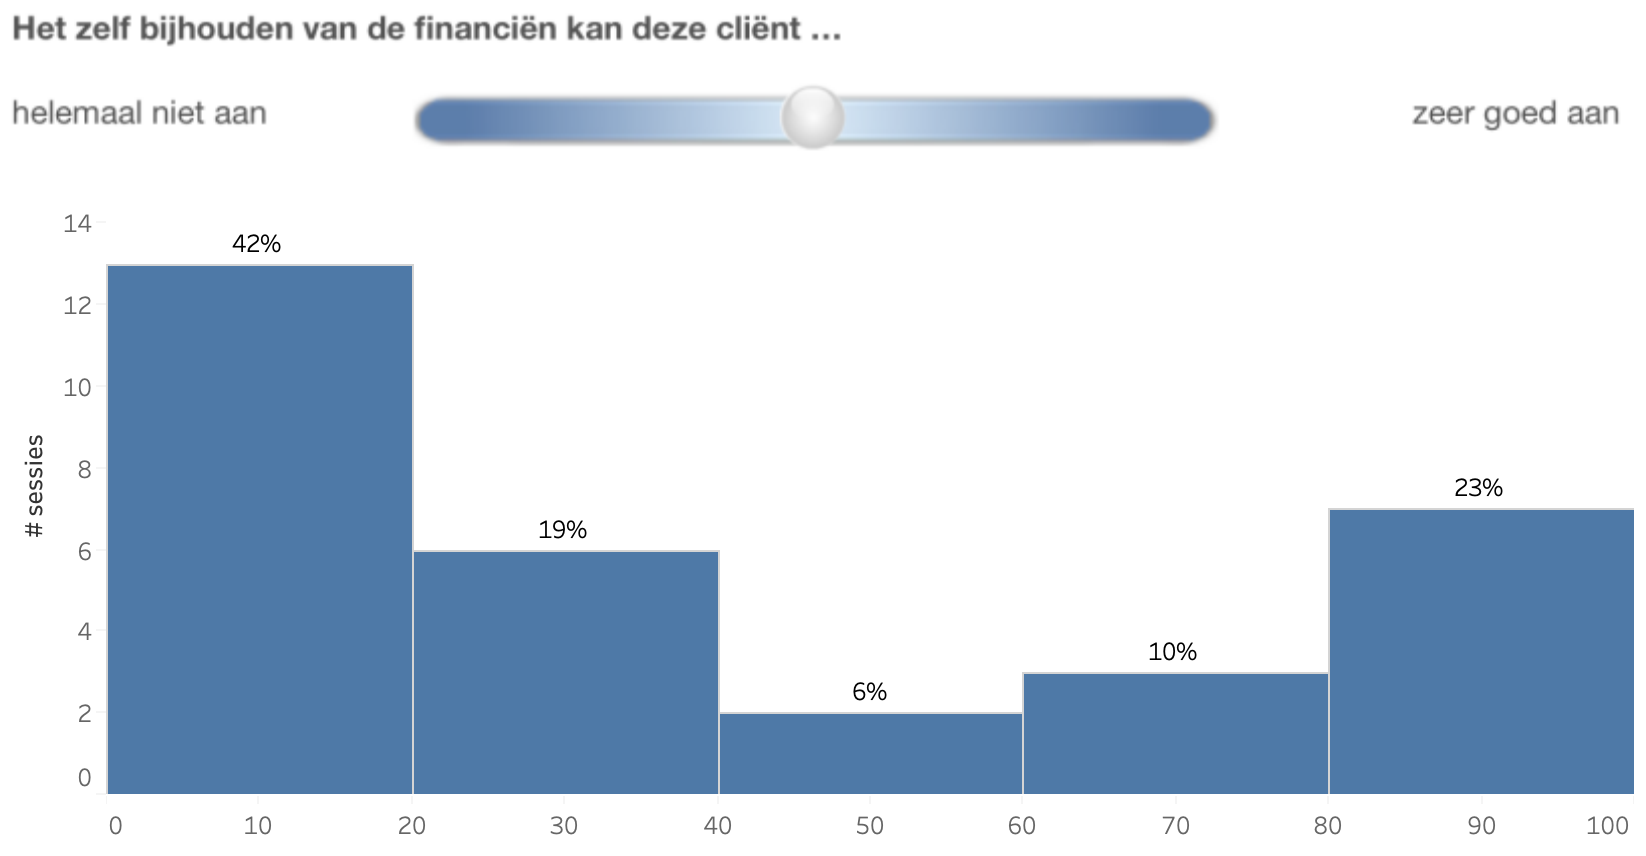 Het zelf bijhouden van de financiën kan deze cliënt ...
helemaal niet aan
zeer goed aan
14
12
10
8
6
4
2
0
# sessies
42%
19%
6%
10%
23%
0 10 20 30 40 50 60 70 80 90 100